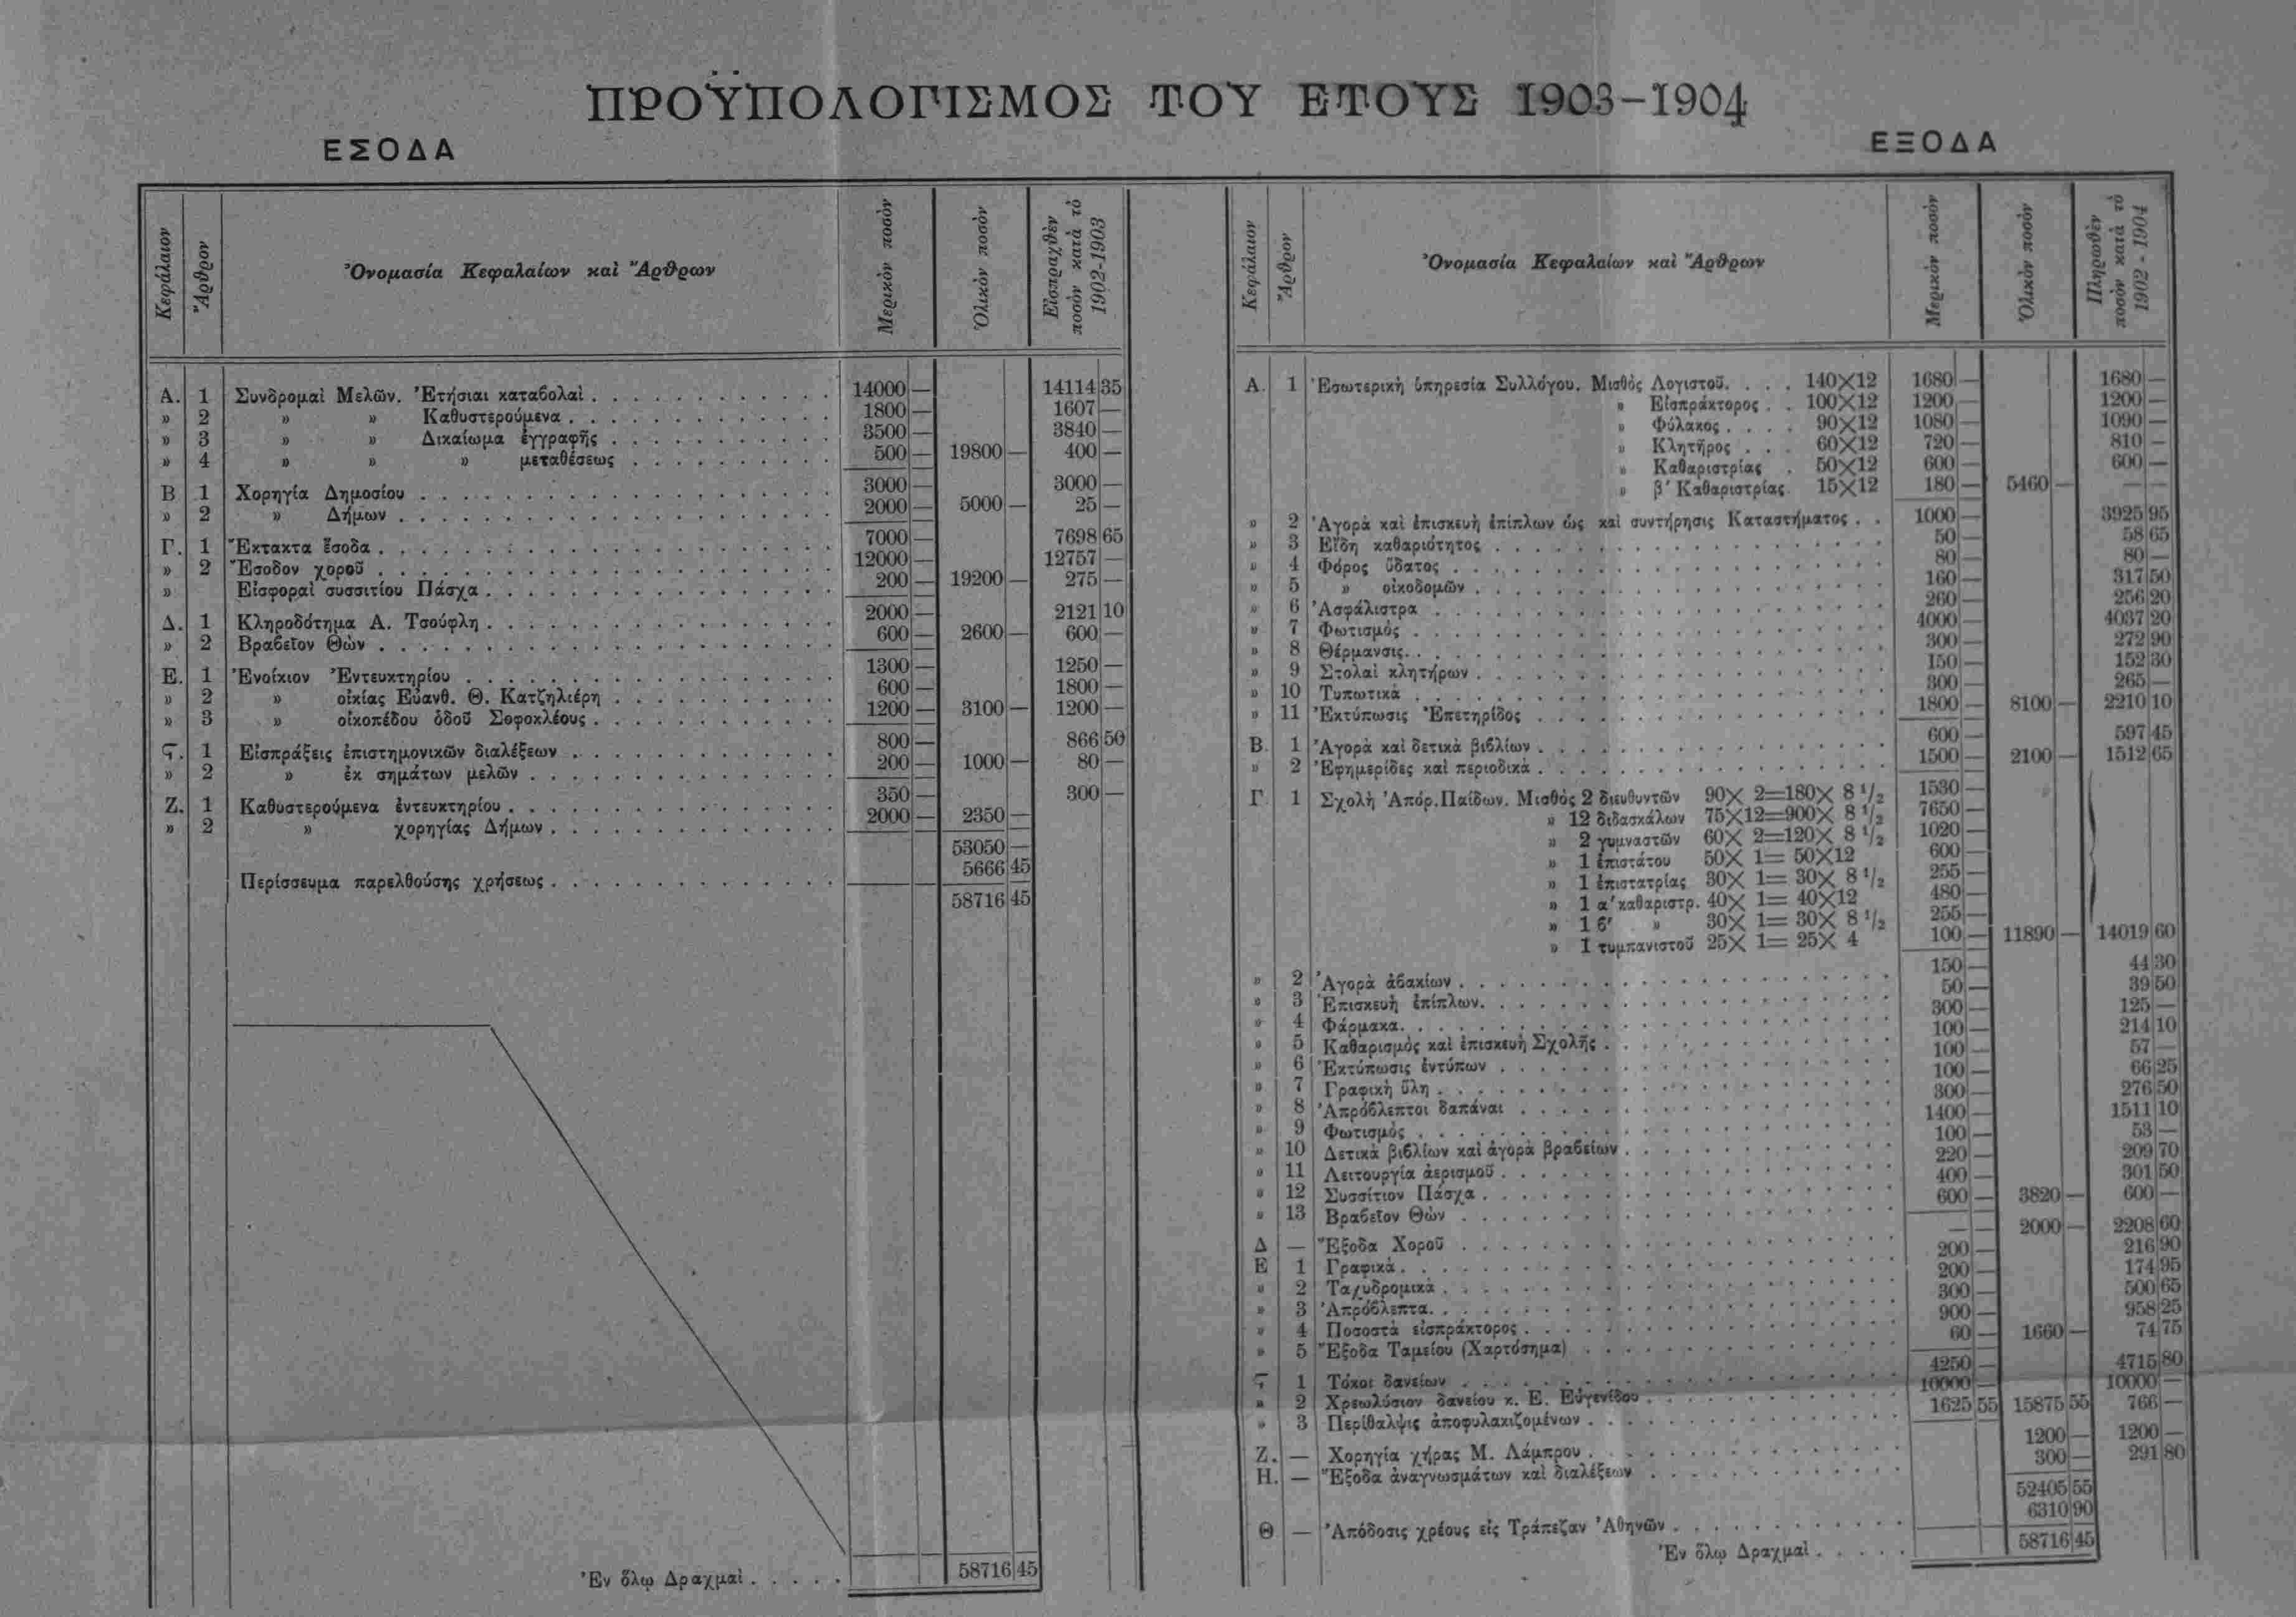 ΠΡΟΫΠΟΛΟΓΙΣΜΟΣ ΤΟΥ ΕΤΟΥΣ 1903-1904
ΕΣΟΔΑ
Κεφάλαιον Ἄρθρον Ὀνομασία Κεφαλαίων καὶ Ἄρθρων Μερικὸν ποσὸν Ὁλικὸν ποσὸν Εἰσπραχθὲν ποσὸν κατὰ τὸ 1902-1903
Α. 1 Συνδρομαὶ Μελῶν. Ἐτήσιαι καταβολαὶ . . . 14000 — 14114 35
» 2 » » Καθυστερούμενα . . . 1800 — 1607 —
» 3 » » Δικαίωμα ἐγγραφῆς . . . 3500 — 3840 —
» 4 » » » μεταθέσεως . . . 500 — 19800 — 400 —
Β 1 Χορηγία Δημοσίου . . . 3000 — 3000 —
» 2 » Δήμων . . . 2000 — 5000 — 25 —
Γ. 1 Ἔκτακτα ἔσοδα . . . 7000 — 7698 65
» 2 Ἔσοδον χοροῦ . . . 12000 — 12757 —
» Εἰσφοραὶ συσσιτίου Πάσχα . . . 200 — 19200 — 275 —
Δ. 1 Κληροδότημα Α. Τσούφλη . . . 2000 — 2121 10
» 2 Βραβεῖον Θὼν . . . 600 — 2600 — 600 —
Ε. 1 Ἐνοίκιον Ἐντευκτηρίου . . . 1300 — 1250 —
» 2 » οἰκίας Εὐανθ. Θ. Κατζηλιέρη . . . 600 — 1800 —
» 3 » οἰκοπέδου ὁδοῦ Σοφοκλέους . . . 1200 — 3100 — 1200 —
Ϛ. 1 Εἰσπράξεις ἐπιστημονικῶν διαλέξεων . . . 800 — 866 50
» 2 » ἐκ σημάτων μελῶν . . . 200 — 1000 — 80 —
Ζ. 1 Καθυστερούμενα ἐντευκτηρίου . . . 350 — 300 —
» 2 » χορηγίας Δήμων . . . 2000 — 2350 —
53050 —
Περίσσευμα παρελθούσης χρήσεως . . . 5666 45
58716 45
Ἐν ὅλῳ Δραχμαὶ . . . . . 58716 45
ΕΞΟΔΑ
Κεφάλαιον Ἄρθρον Ὀνομασία Κεφαλαίων καὶ Ἄρθρων Μερικὸν ποσόν Ὁλικὸν ποσόν Πληρωθὲν ποσὸν κατὰ τὸ 1902 - 1904
Α. 1 Ἐσωτερικὴ ὑπηρεσία Συλλόγου. Μισθὸς Λογιστοῦ. . . . 140×12 1680 — 1680 —
» Εἰσπράκτορος . . 100×12 1200 — 1200 —
» Φύλακος . . . . 90×12 1080 — 1090 —
» Κλητῆρος . . . 60×12 720 — 810 —
» Καθαριστρίας . 50×12 600 — 600 —
» β′ Καθαριστρίας. 15×12 180 — 5460 — — —
» 2 Ἀγορὰ καὶ ἐπισκευὴ ἐπίπλων ὡς καὶ συντήρησις Καταστήματος . . 1000 — 3925 95
» 3 Εἴδη καθαριότητος . . . 50 — 58 65
» 4 Φόρος ὕδατος . . . 80 — 80 —
» 5 » οἰκοδομῶν . . . 160 — 317 50
» 6 Ἀσφάλιστρα . . . 260 — 256 20
» 7 Φωτισμός . . . 4000 — 4037 20
» 8 Θέρμανσις . . . 300 — 272 90
» 9 Στολαὶ κλητήρων . . . 150 — 152 30
» 10 Τυπωτικὰ . . . 300 — 265 —
» 11 Ἐκτύπωσις Ἐπετηρίδος . . . 1800 — 8100 — 2210 10
Β. 1 Ἀγορὰ καὶ δετικὰ βιβλίων . . . 600 — 597 45
» 2 Ἐφημερίδες καὶ περιοδικὰ . . . 1500 — 2100 — 1512 65
Γ 1 Σχολὴ Ἀπόρ. Παίδων. Μισθὸς 2 διευθυντῶν 90× 2=180× 8 1/2 1530 —
» 12 διδασκάλων 75×12=900× 8 1/2 7650 —
» 2 γυμναστῶν 60× 2=120× 8 1/2 1020 —
» 1 ἐπιστάτου 50× 1= 50×12 600 —
» 1 ἐπιστατρίας 30× 1= 30× 8 1/2 255 —
» 1 α′ καθαριστρ. 40× 1= 40×12 480 —
» 1 β′ » 30× 1= 30× 8 1/2 255 —
» 1 τυμπανιστοῦ 25× 1= 25× 4 100 — 11890 — 14019 60
» 2 Ἀγορὰ ἀβακίων . . . 150 — 44 30
» 3 Ἐπισκευὴ ἐπίπλων . . . 50 — 39 50
» 4 Φάρμακα . . . 300 — 125 —
» 5 Καθαρισμὸς καὶ ἐπισκευὴ Σχολῆς . . . 100 — 214 10
» 6 Ἐκτύπωσις ἐντύπων . . . 100 — 57 —
» 7 Γραφικὴ ὕλη . . . 100 — 66 25
» 8 Ἀπρόβλεπτοι δαπάναι . . . 300 — 276 50
» 9 Φωτισμός . . . 1400 — 1511 10
» 10 Δετικὰ βιβλίων καὶ ἀγορὰ βραβείων . . . 100 — 53 —
» 11 Λειτουργία ἀερισμοῦ . . . 220 — 209 70
» 12 Συσσίτιον Πάσχα . . . 400 — 301 50
» 13 Βραβεῖον Θὼν . . . 600 — 3820 — 600 —
Δ — Ἔξοδα Χοροῦ . . . — — 2000 — 2208 60
Ε 1 Γραφικά . . . 200 — 216 90
» 2 Ταχυδρομικὰ . . . 200 — 174 95
» 3 Ἀπρόβλεπτα . . . 300 — 500 65
» 4 Ποσοστὰ εἰσπράκτορος . . . 900 — 958 25
» 5 Ἔξοδα Ταμείου (Χαρτόσημα) . . . 60 — 1660 — 74 75
Ϛ 1 Τόκοι δανείων . . . 4250 — 4715 80
» 2 Χρεωλύσιον δανείου κ. Ε. Εὐγενίδου . . . 10000 — 10000 —
» 3 Περίθαλψις ἀποφυλακιζομένων . . . 1625 55 15875 55 766 —
Ζ. — Χορηγία χήρας Μ. Λάμπρου . . . 1200 — 1200 —
Η. — Ἔξοδα ἀναγνωσμάτων καὶ διαλέξεων . . . 300 — 291 80
52405 55
Θ — Ἀπόδοσις χρέους εἰς Τράπεζαν Ἀθηνῶν . . . 6310 90
Ἐν ὅλῳ Δραχμαὶ . . . . . 58716 45